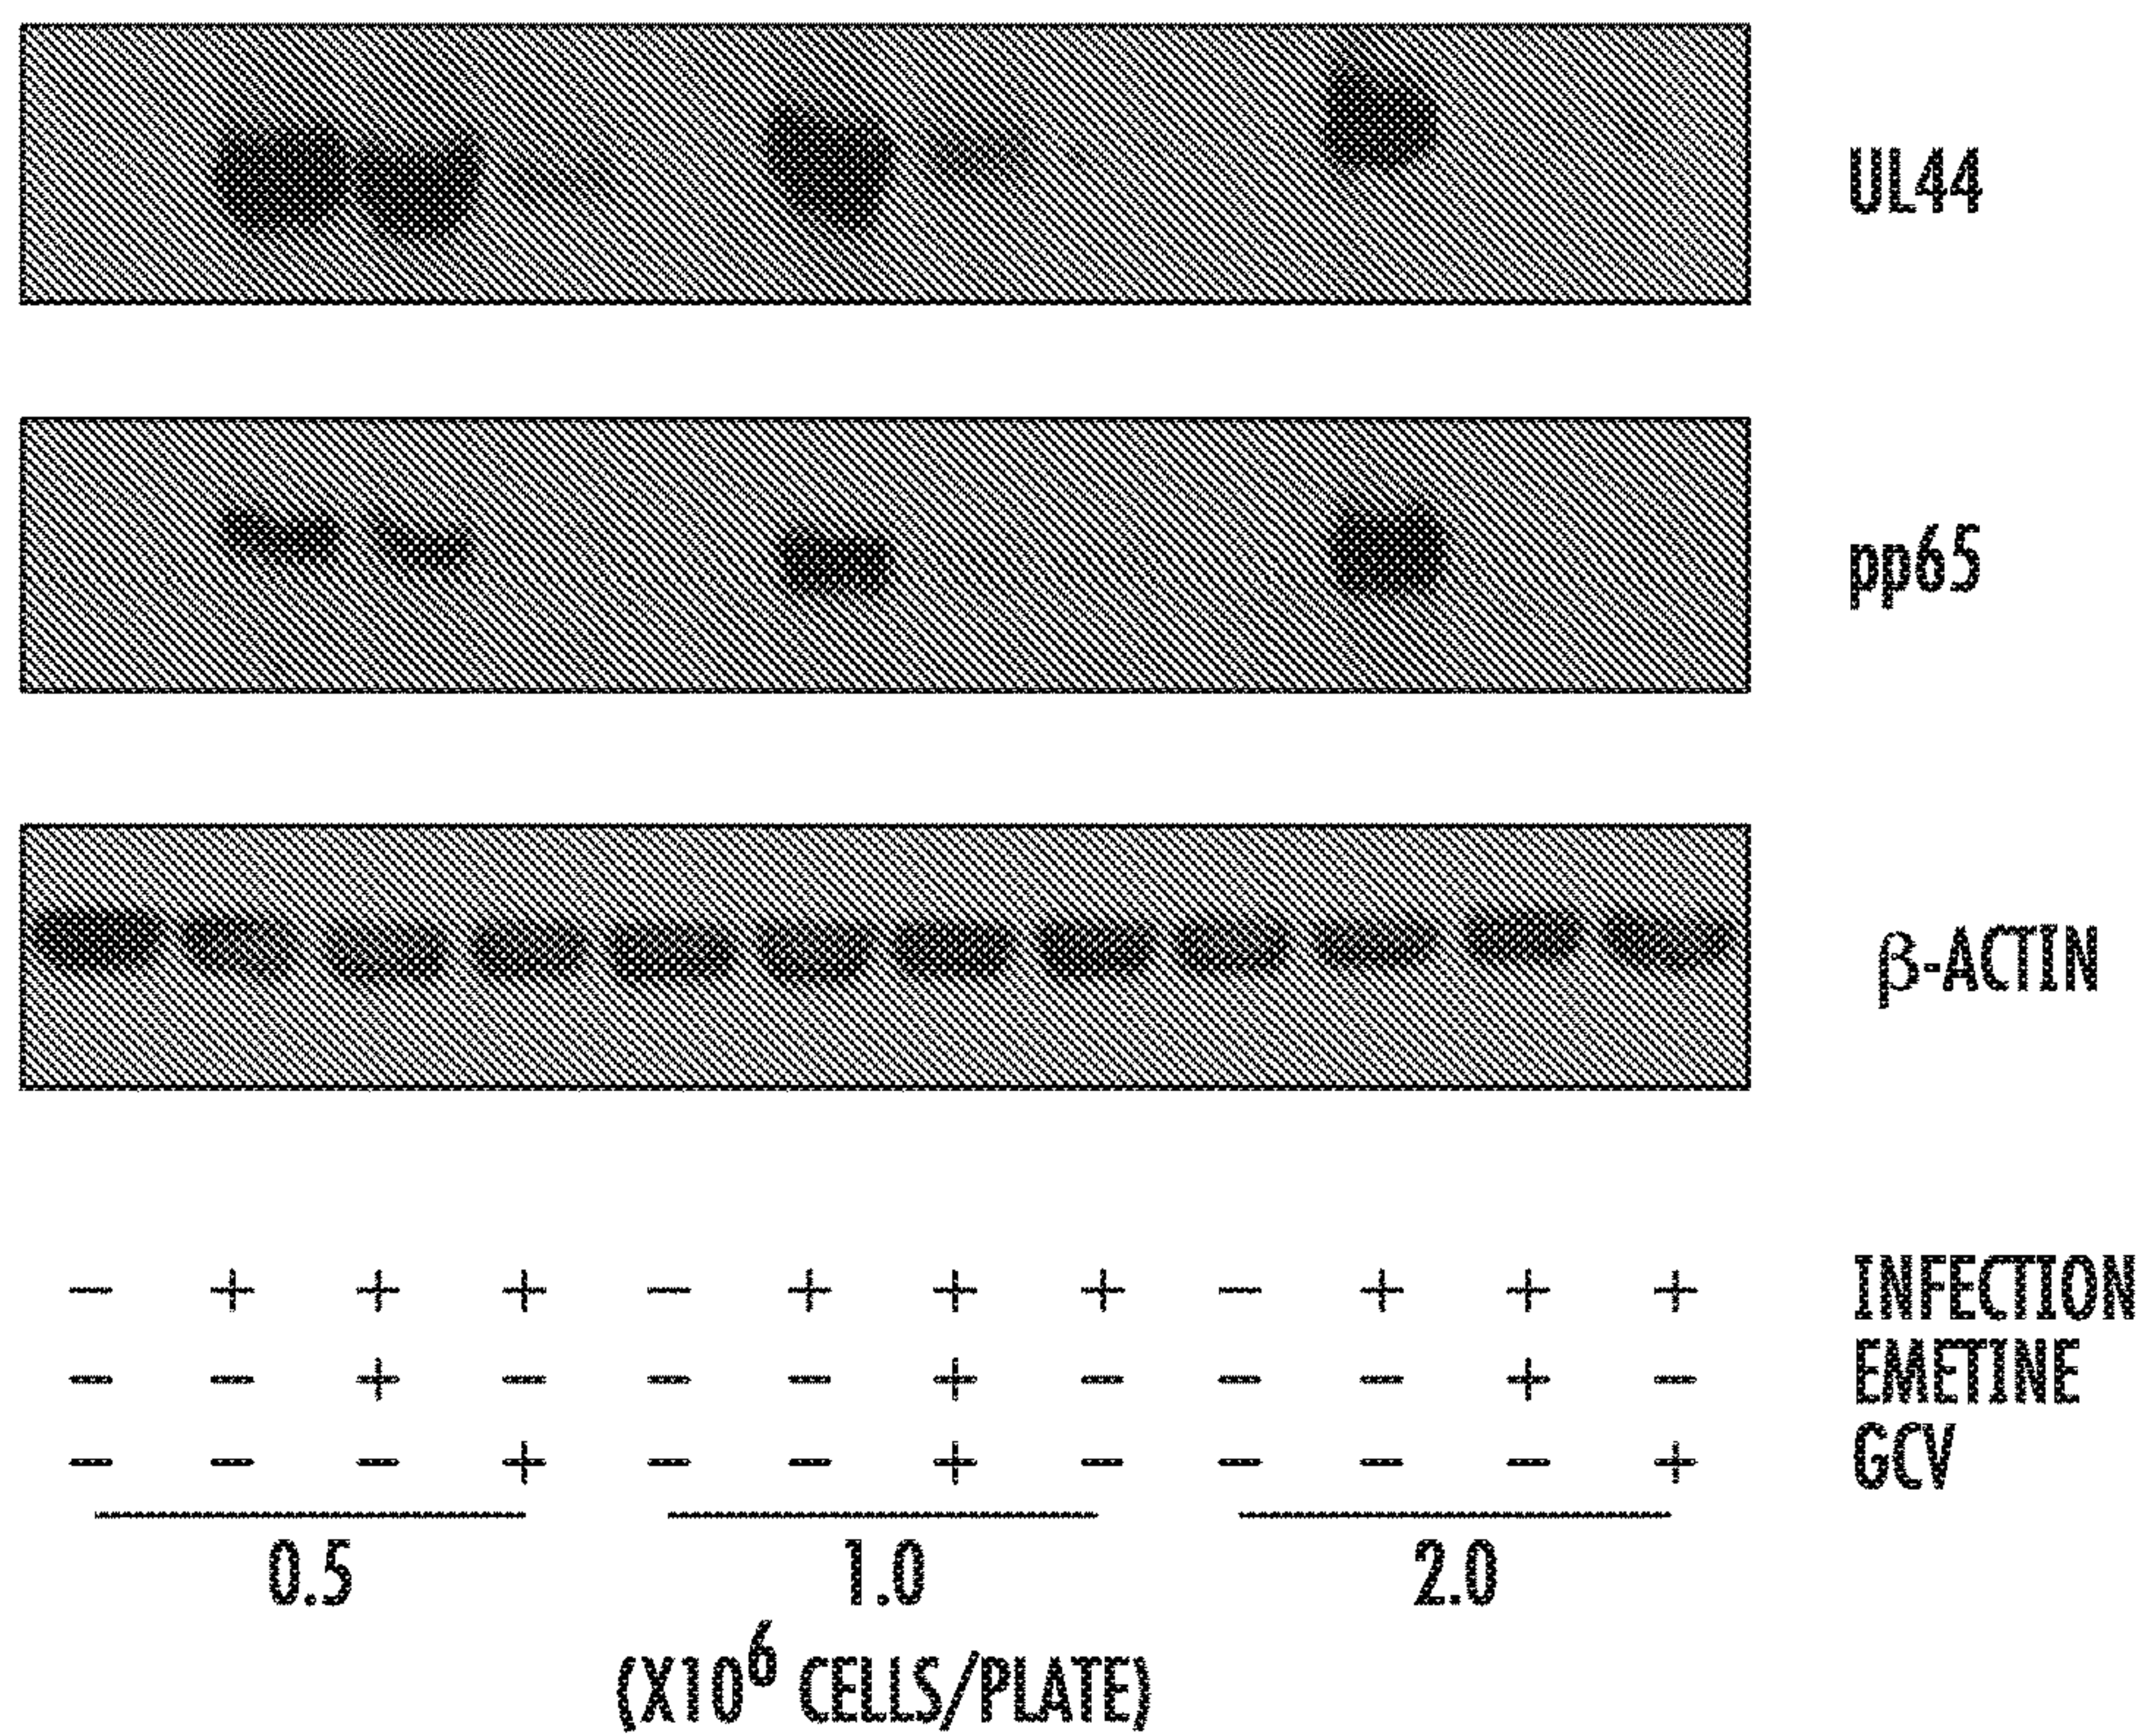 UL44
pp65
β-ACTIN
− + + + − + + + − + + + INFECTION
− − + − − − + − − − + − EMETINE
− − − + − − + − − − − + GCV
0.5 1.0 2.0
(X10⁶ CELLS/PLATE)